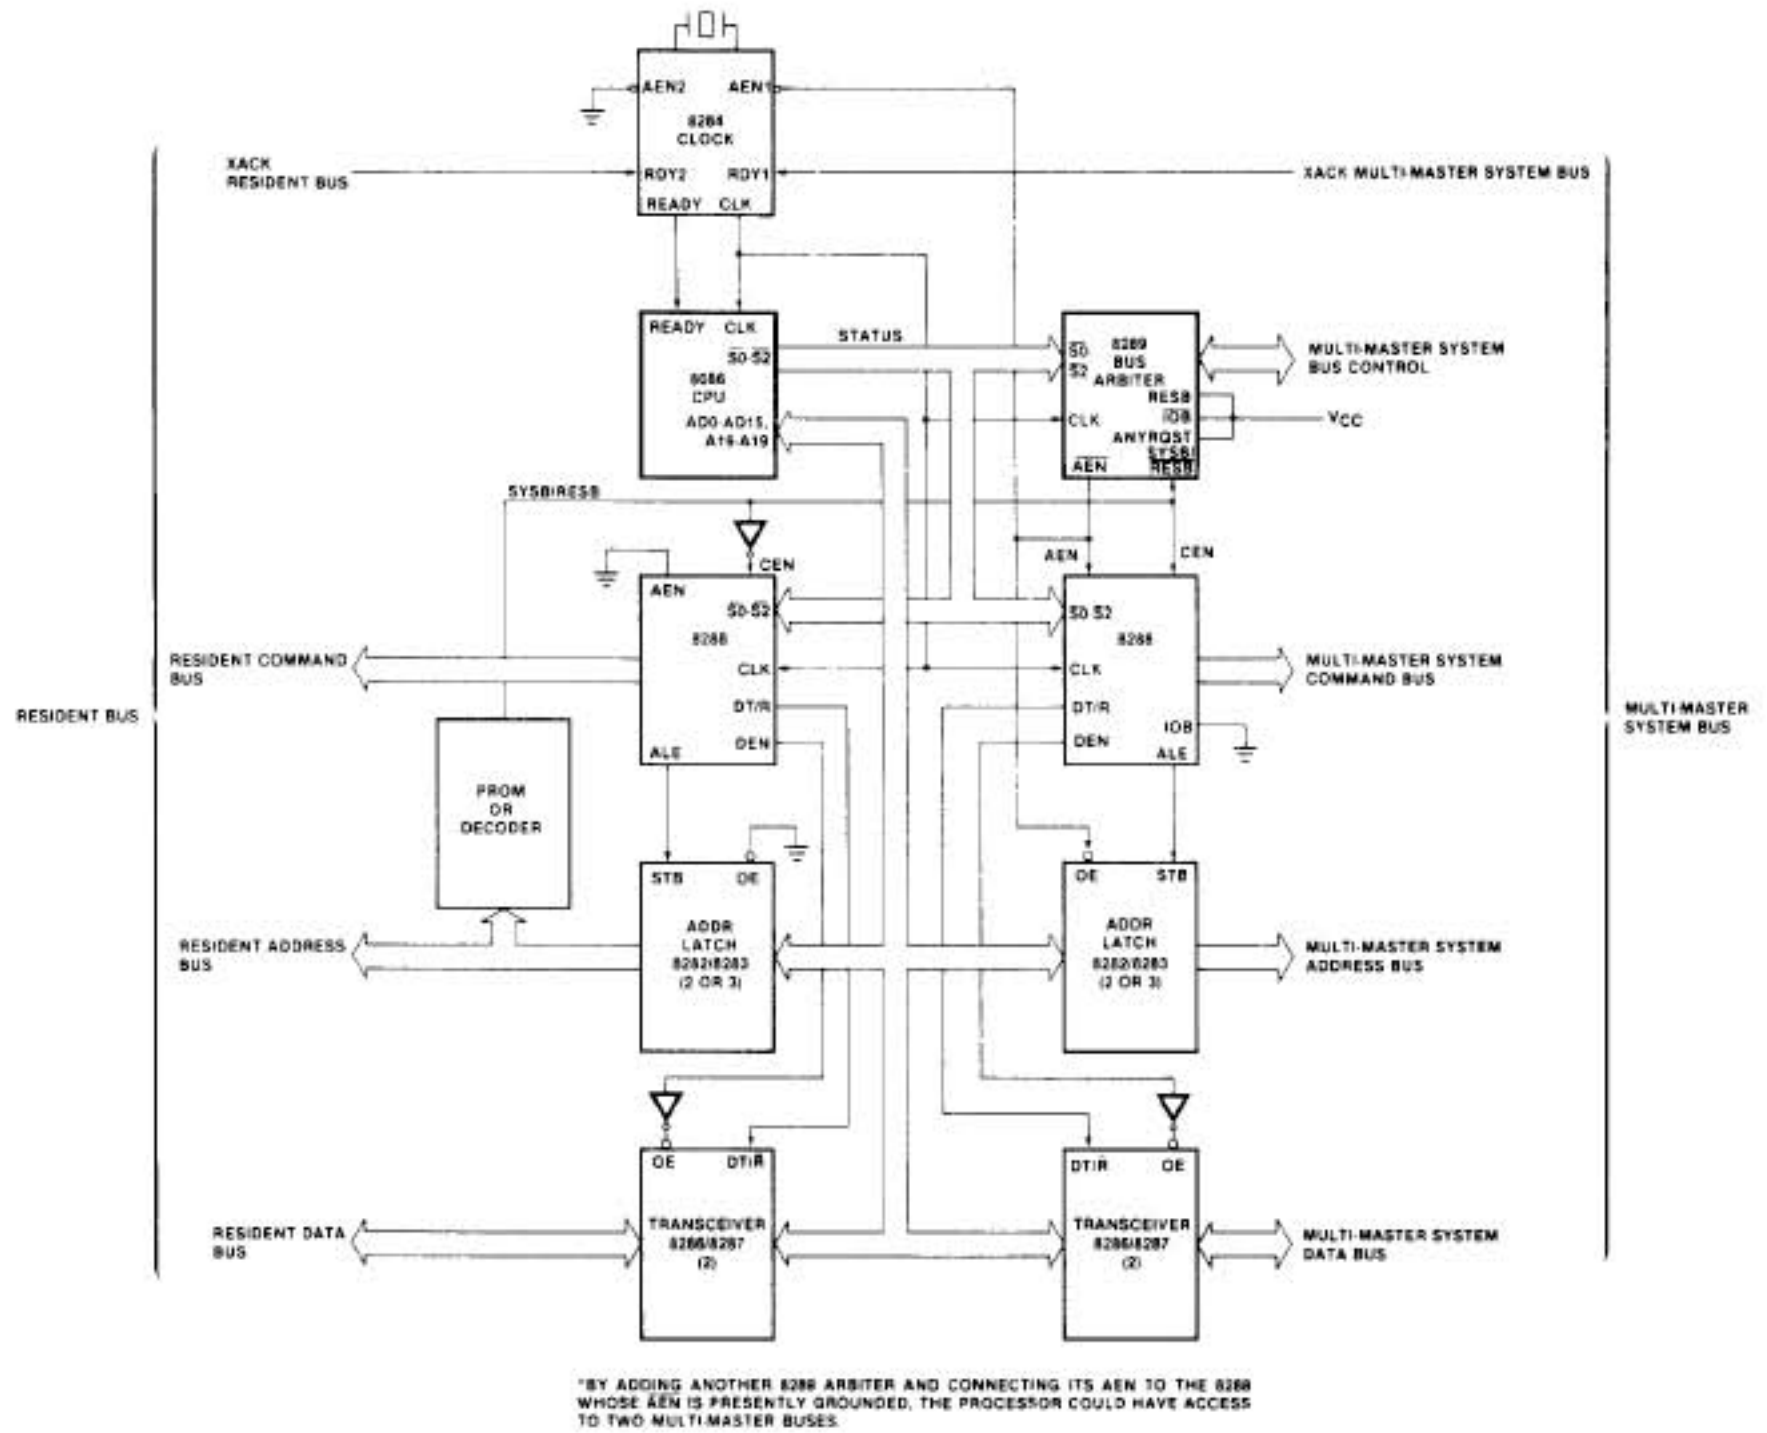 AEN2 AEN1
8284
CLOCK
XACK
RESIDENT BUS
RDY2 RDY1
XACK MULTI-MASTER SYSTEM BUS
READY CLK
READY CLK
STATUS
S0-S2
8086
CPU
AD0-AD15,
A16-A19
8289
BUS
ARBITER
S0
S2
MULTI-MASTER SYSTEM
BUS CONTROL
RESB
CLK
IOB
VCC
ANYRQST
SYSB/
RESB
AEN
SYSB/RESB
CEN
AEN
CEN
AEN
S0-S2
8288
S0 S2
8288
RESIDENT COMMAND
BUS
CLK
CLK
MULTI-MASTER SYSTEM
COMMAND BUS
RESIDENT BUS
DT/R
DT/R
MULTI-MASTER
SYSTEM BUS
DEN
DEN
IOB
ALE
ALE
PROM
OR
DECODER
STB OE
OE STB
RESIDENT ADDRESS
BUS
ADDR
LATCH
8282/8283
(2 OR 3)
ADDR
LATCH
8282/8283
(2 OR 3)
MULTI-MASTER SYSTEM
ADDRESS BUS
OE DT/R
DT/R OE
RESIDENT DATA
BUS
TRANSCEIVER
8286/8287
(2)
TRANSCEIVER
8286/8287
(2)
MULTI-MASTER SYSTEM
DATA BUS
*BY ADDING ANOTHER 8289 ARBITER AND CONNECTING ITS AEN TO THE 8288
WHOSE AEN IS PRESENTLY GROUNDED, THE PROCESSOR COULD HAVE ACCESS
TO TWO MULTI-MASTER BUSES.